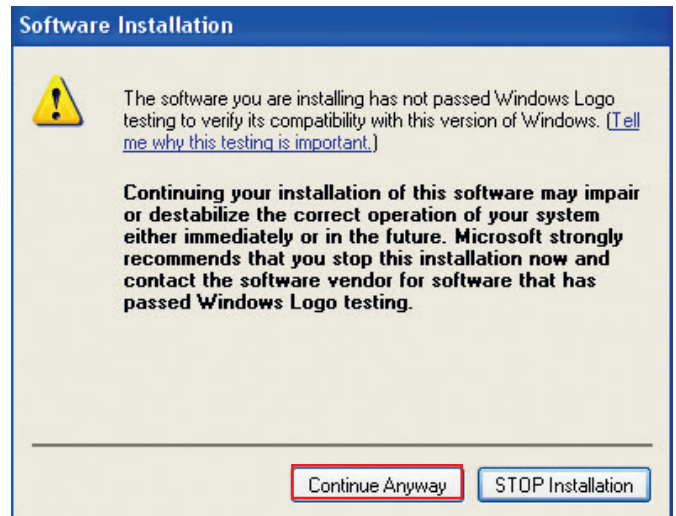 Software Installation
The software you are installing has not passed Windows Logo
testing to verify its compatibility with this version of Windows. (Tell
me why this testing is important.)
Continuing your installation of this software may impair
or destabilize the correct operation of your system
either immediately or in the future. Microsoft strongly
recommends that you stop this installation now and
contact the software vendor for software that has
passed Windows Logo testing.
Continue Anyway STOP Installation